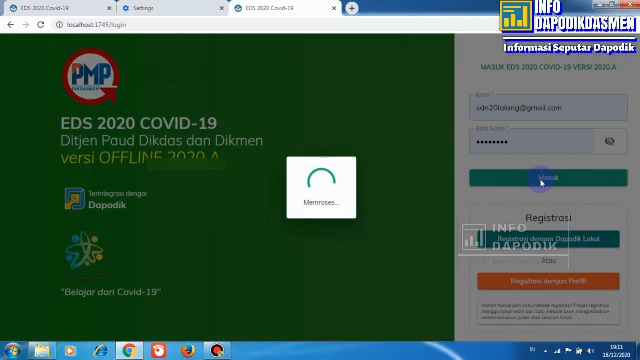 EDS 2020 Covid-19
Settings
EDS 2020 Covid-19
localhost:1745/login
INFO
DAPODIKDASMEN
Informasi Seputar Dapodik
PMP
DIKDASMEN
EDS 2020 COVID-19
Ditjen Paud Dikdas dan Dikmen
versi OFFLINE 2020.A
Terintegrasi dengan
Dapodik
"Belajar dari Covid-19"
Memroses...
MASUK EDS 2020 COVID-19 VERSI 2020.A
Email
sdn20lalang@gmail.com
Kata Sandi
Masuk
Registrasi
Registrasi dengan Dapodik Lokal
INFO
DAPODIK
Atau
Registrasi dengan Prefill
IN
19:11
18/12/2020